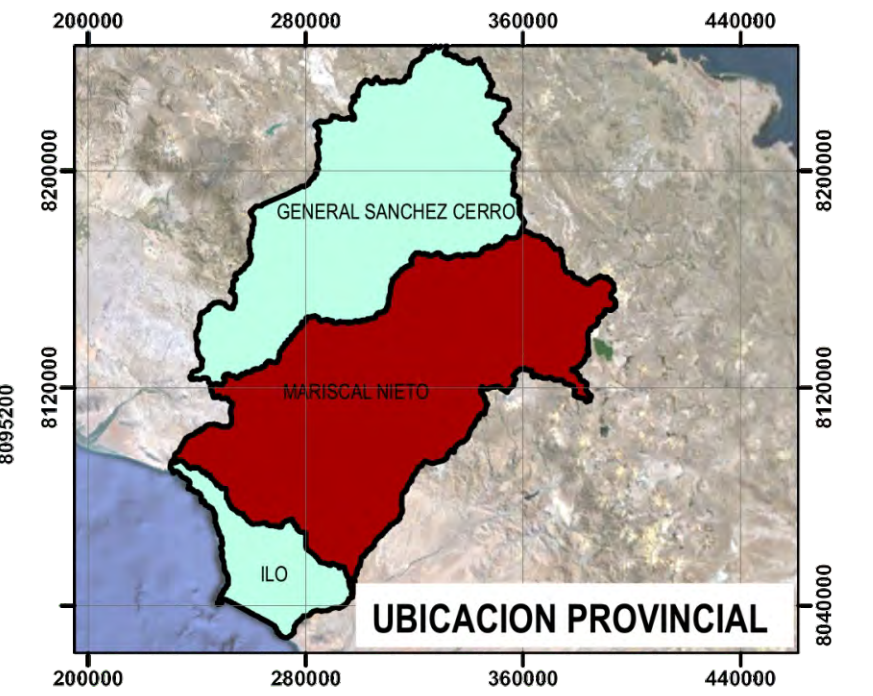 200000 280000 360000 440000
8200000 8200000
GENERAL SANCHEZ CERRO
8120000 8120000
MARISCAL NIETO
8095200
ILO
UBICACION PROVINCIAL
8040000
200000 280000 360000 440000